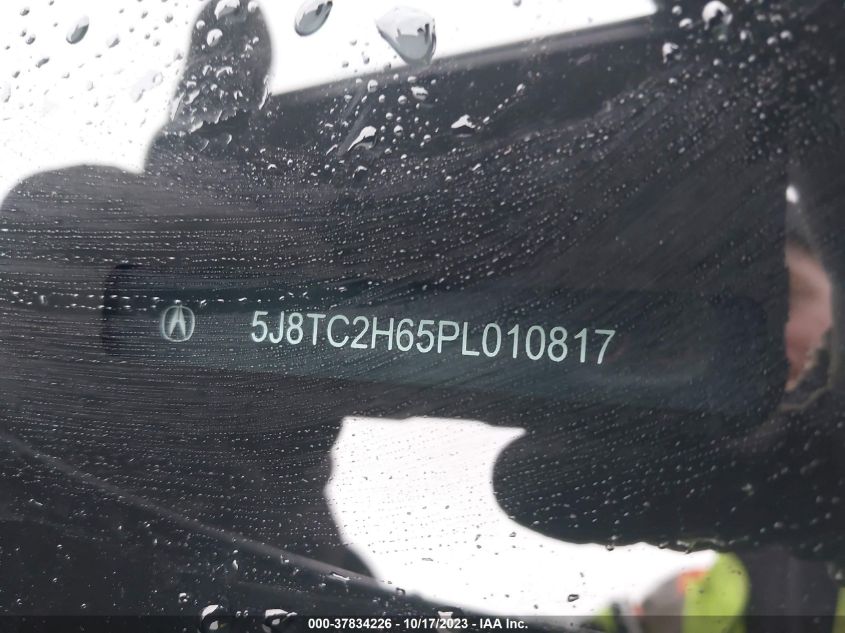 5J8TC2H65PL010817
000-37834226 - 10/17/2023 - IAA Inc.